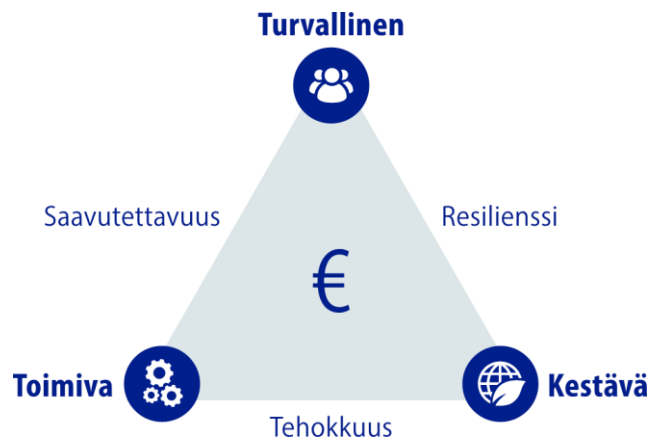 Turvallinen
Saavutettavuus
Resilienssi
€
Toimiva
Kestävä
Tehokkuus